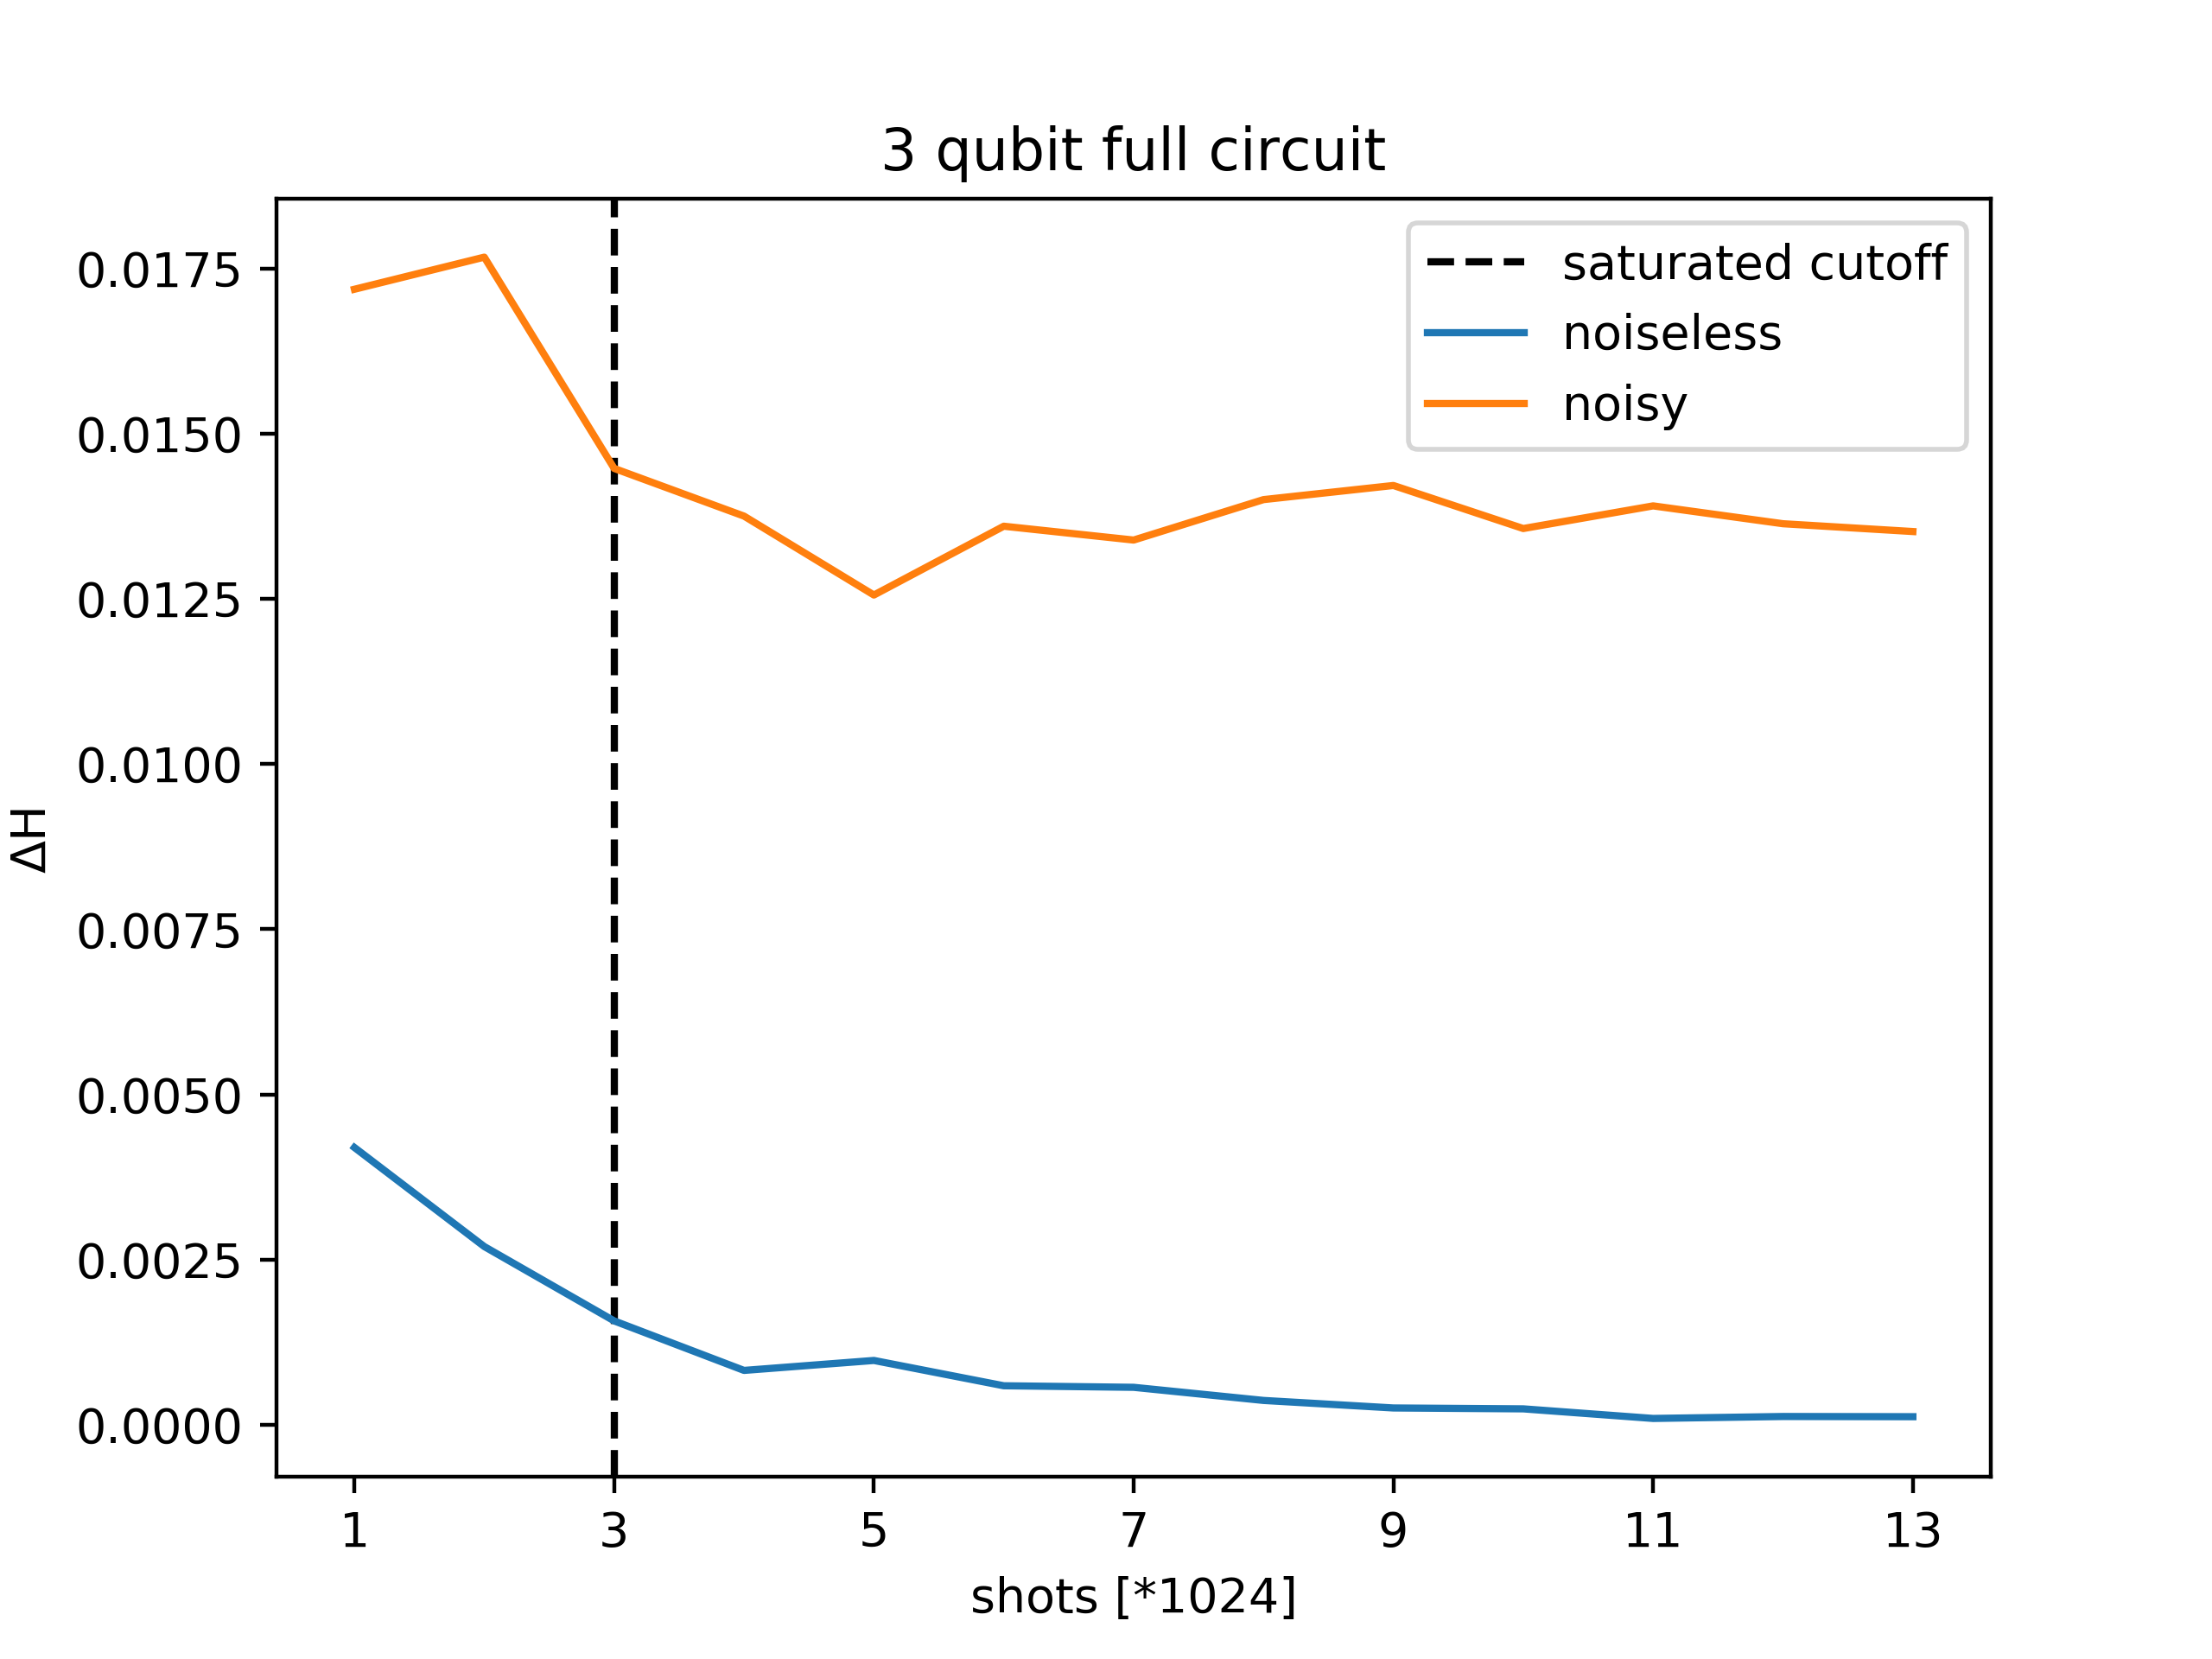 3 qubit full circuit
saturated cutoff
noiseless
noisy
0.0175
0.0150
0.0125
0.0100
0.0075
0.0050
0.0025
0.0000
ΔH
1 3 5 7 9 11 13
shots [*1024]